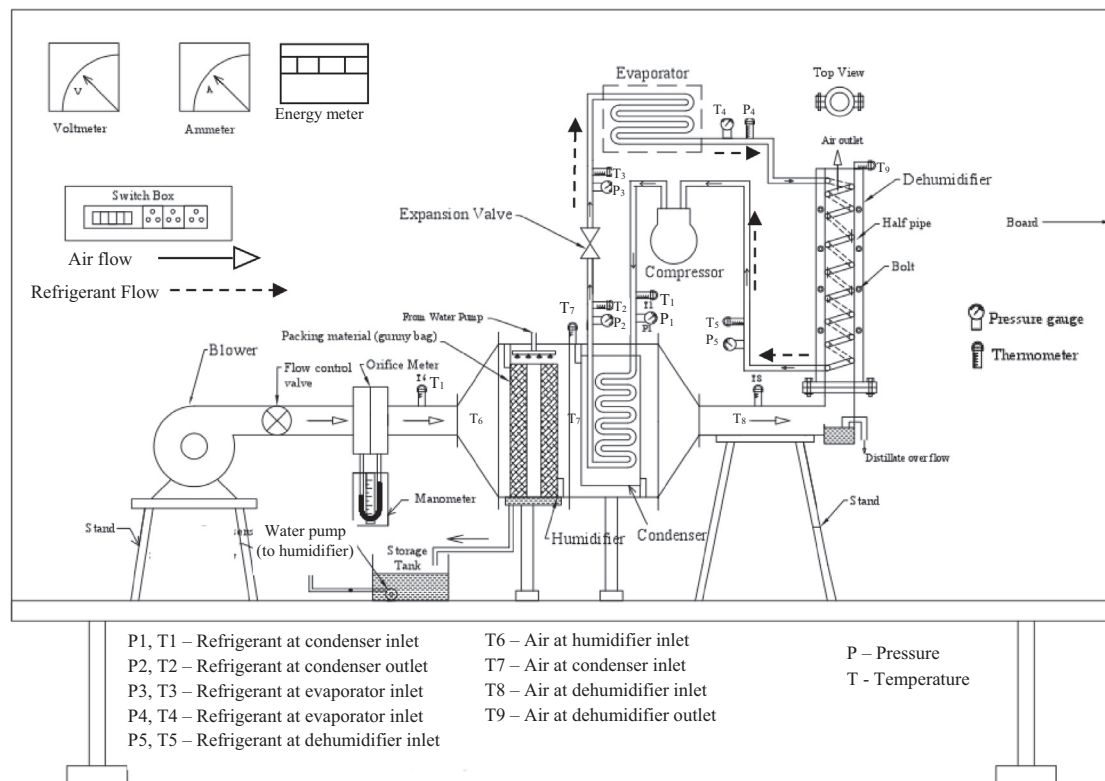 V
A
Voltmeter
Ammeter
Energy meter
Evaporator
T4
P4
Top View
Air outlet
T9
Dehumidifier
Switch Box
T3
P3
Expansion Valve
Half pipe
Board
Air flow
Compressor
Bolt
Refrigerant Flow
T2
P2
T1
T1
P1
P1
T7
T5
P5
Pressure gauge
Thermometer
From Water Pump
Packing material (gunny bag)
Blower
Flow control
valve
Orifice Meter
T1
T6
T7
T8
Distillate over flow
Manometer
Stand
Water pump
(to humidifier)
Storage
Tank
Humidifier
Condenser
Stand
P1, T1 – Refrigerant at condenser inlet
P2, T2 – Refrigerant at condenser outlet
P3, T3 – Refrigerant at evaporator inlet
P4, T4 – Refrigerant at evaporator inlet
P5, T5 – Refrigerant at dehumidifier inlet
T6 – Air at humidifier inlet
T7 – Air at condenser inlet
T8 – Air at dehumidifier inlet
T9 – Air at dehumidifier outlet
P – Pressure
T - Temperature